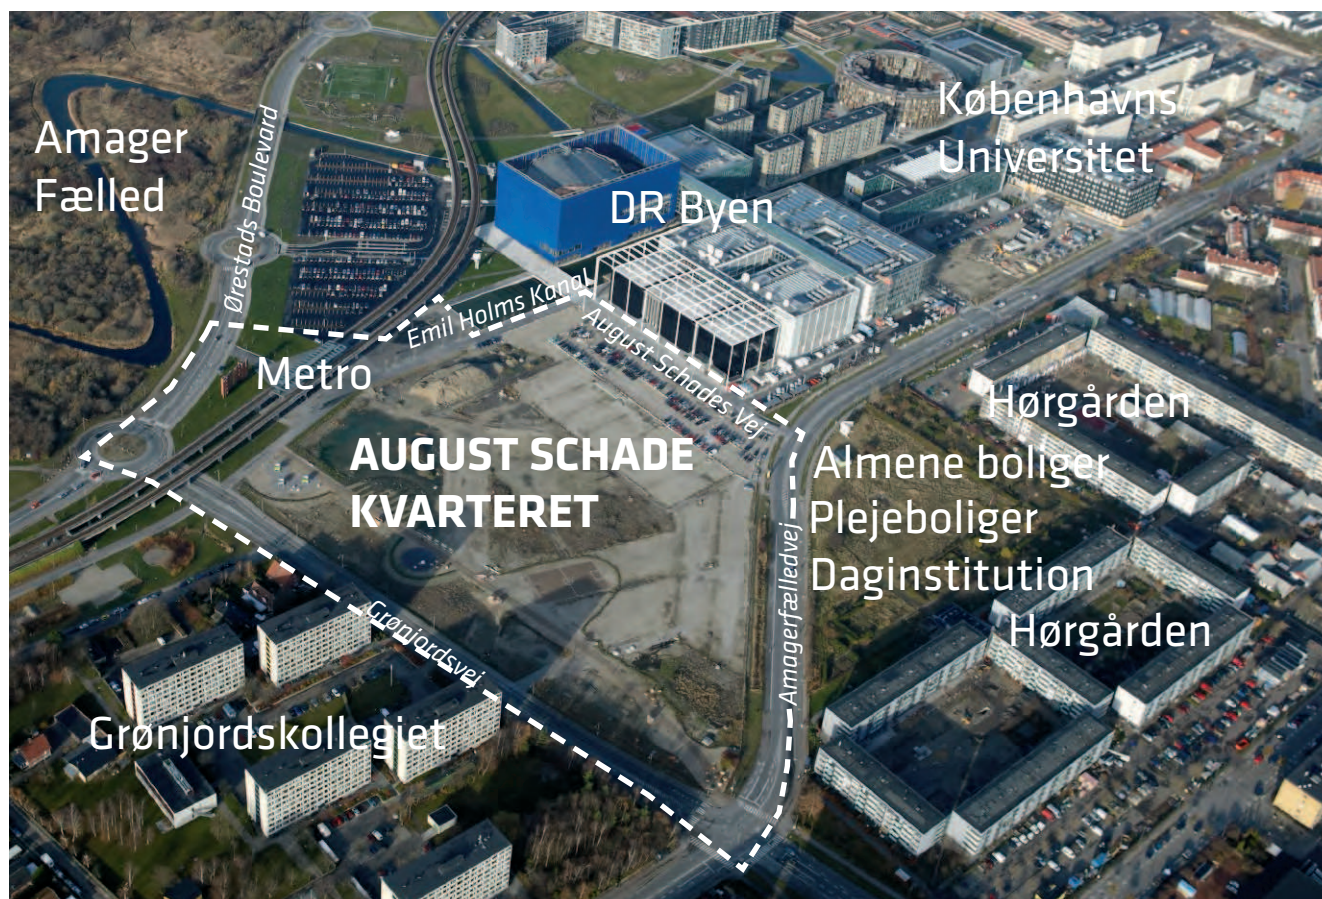 Københavns
Universitet
Amager
Fælled
Ørestads Boulevard
DR Byen
Emil Holms Kanal
August Schades Vej
Metro
Hørgården
AUGUST SCHADE
KVARTERET
Almene boliger
Plejeboliger
Daginstitution
Amagerfælledvej
Hørgården
Grønjordsvej
Grønjordskollegiet